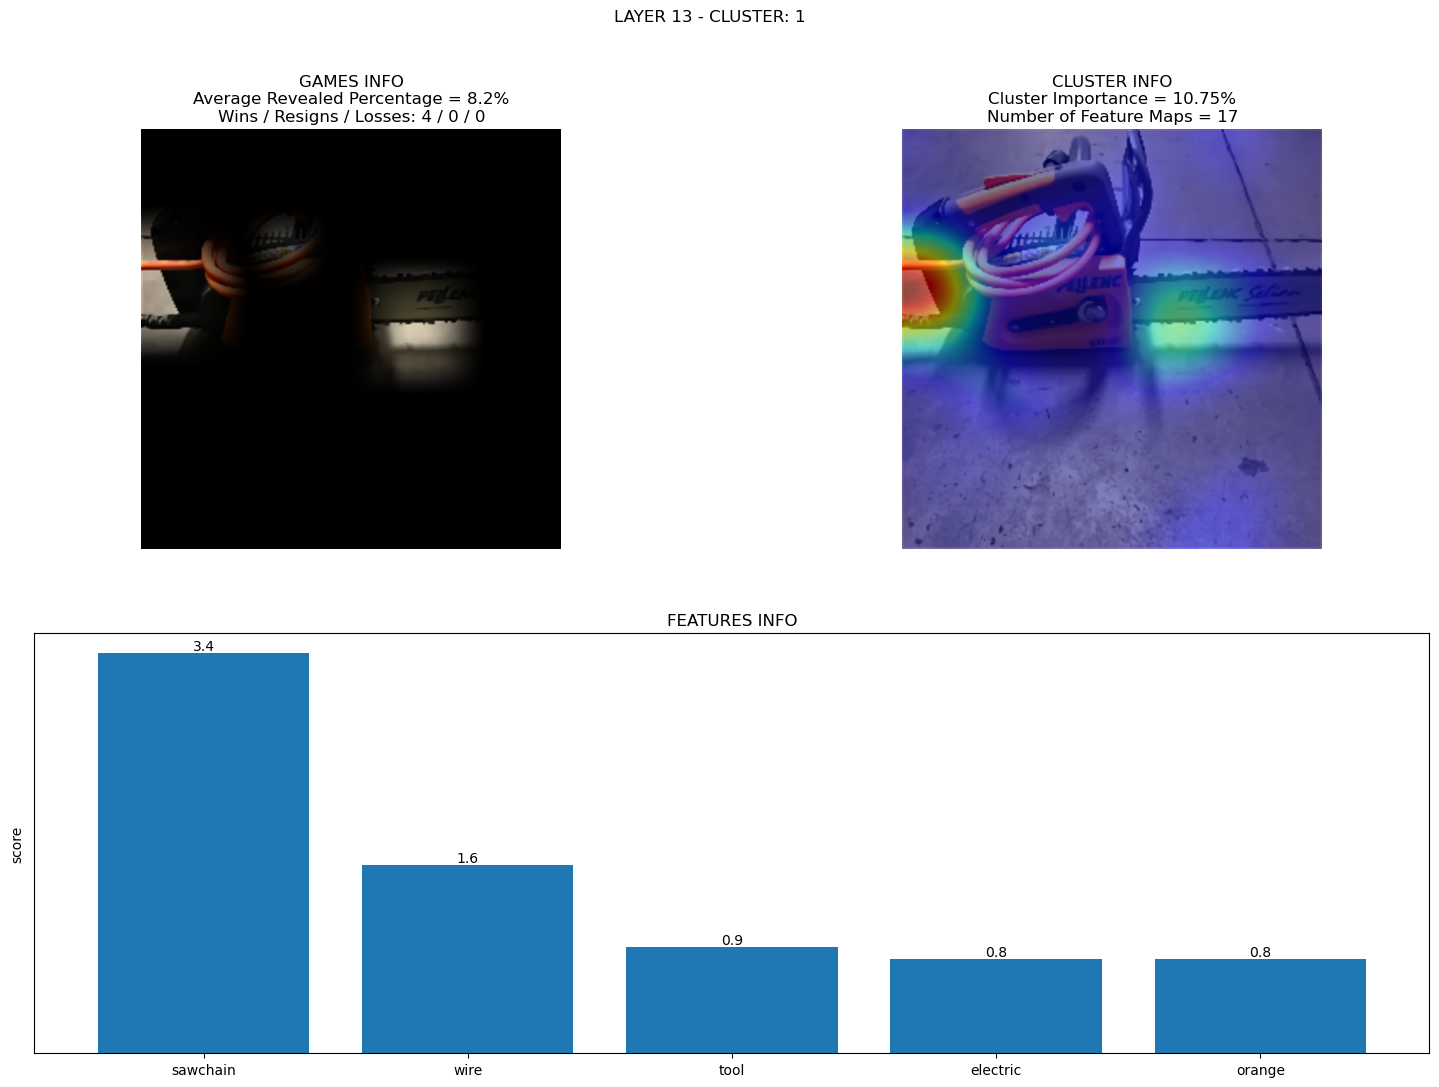 LAYER 13 - CLUSTER: 1
GAMES INFO
Average Revealed Percentage = 8.2%
Wins / Resigns / Losses: 4 / 0 / 0
CLUSTER INFO
Cluster Importance = 10.75%
Number of Feature Maps = 17
PELLENC
PELLENC
PELLENC Selion
FEATURES INFO
score
3.4
1.6
0.9
0.8
0.8
sawchain
wire
tool
electric
orange